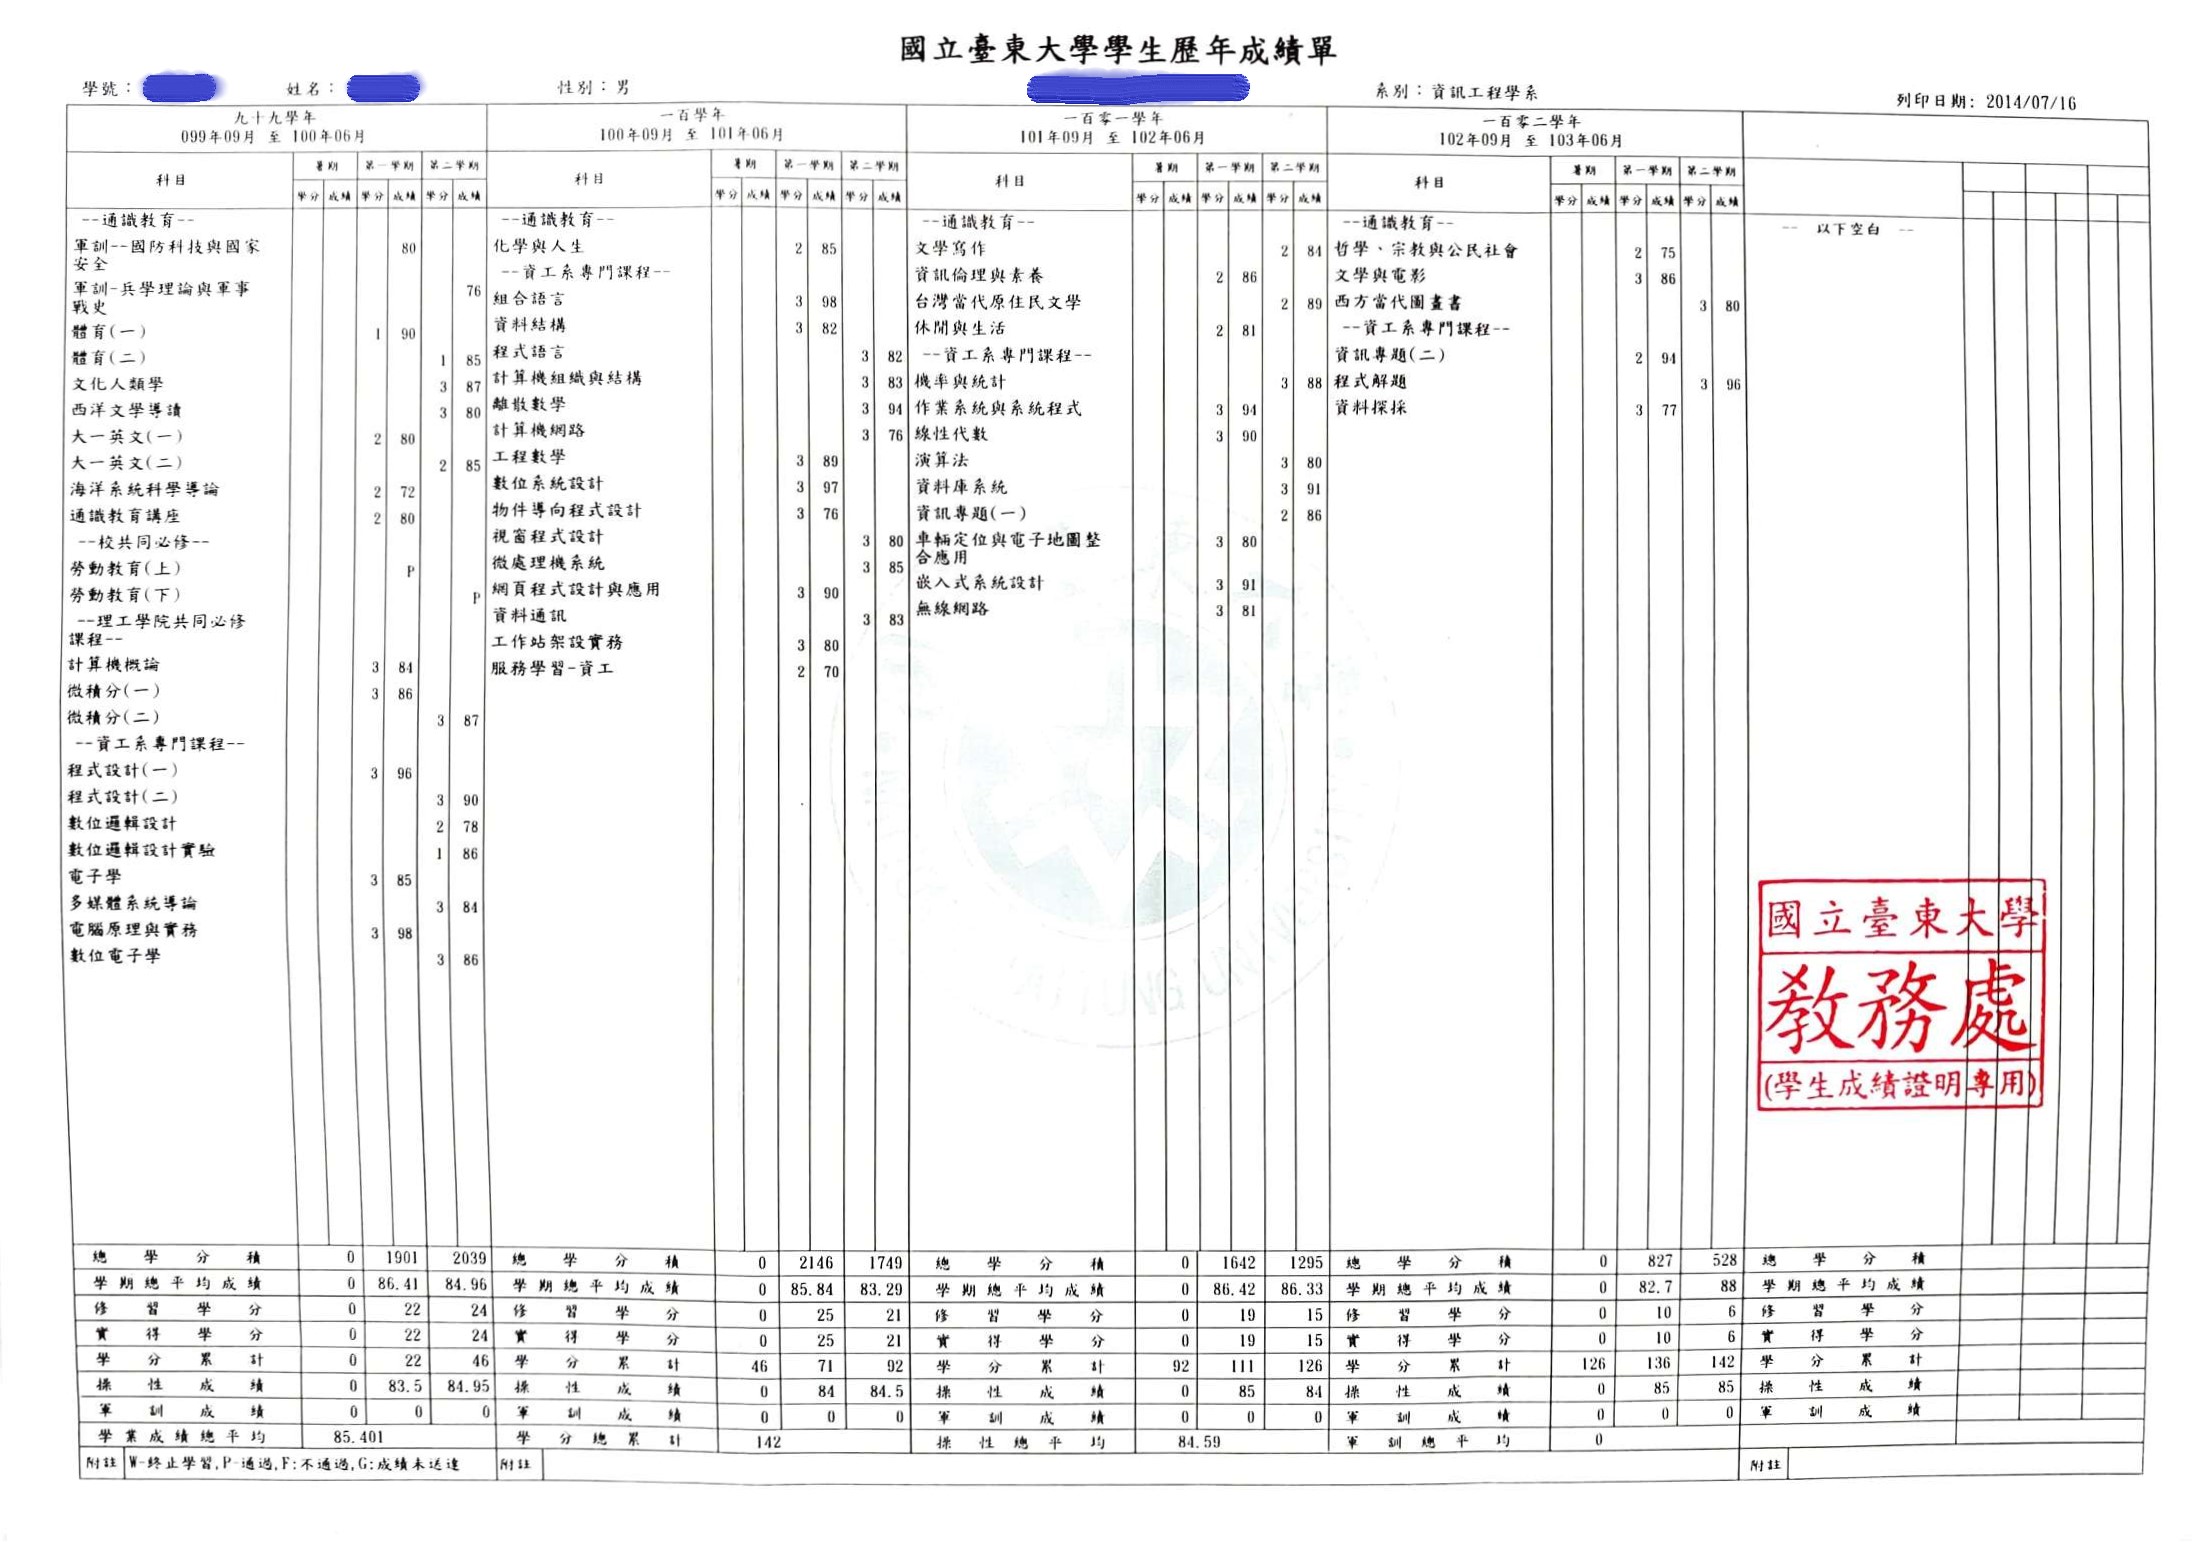 國立臺東大學學生歷年成績單
學號：
姓名：
性別：男
系別：資訊工程學系
列印日期: 2014/07/16
九十九學年
099年09月 至 100年06月
科目 暑期 第一學期 第二學期
學分 成績 學分 成績 學分 成績
--通識教育--
軍訓--國防科技與國家 80
安全
軍訓-兵學理論與軍事 76
戰史
體育(一) 1 90
體育(二) 1 85
文化人類學 3 87
西洋文學導讀 3 80
大一英文(一) 2 80
大一英文(二) 2 85
海洋系統科學導論 2 72
通識教育講座 2 80
--校共同必修--
勞動教育(上) P
勞動教育(下) P
--理工學院共同必修
課程--
計算機概論 3 84
微積分(一) 3 86
微積分(二) 3 87
--資工系專門課程--
程式設計(一) 3 96
程式設計(二) 3 90
數位邏輯設計 2 78
數位邏輯設計實驗 1 86
電子學 3 85
多媒體系統導論 3 84
電腦原理與實務 3 98
數位電子學 3 86
一百學年
100年09月 至 101年06月
科目 暑期 第一學期 第二學期
學分 成績 學分 成績 學分 成績
--通識教育--
化學與人生 2 85
--資工系專門課程--
組合語言 3 98
資料結構 3 82
程式語言 3 82
計算機組織與結構 3 83
離散數學 3 94
計算機網路 3 76
工程數學 3 89
數位系統設計 3 97
物件導向程式設計 3 76
視窗程式設計 3 80
微處理機系統 3 85
網頁程式設計與應用 3 90
資料通訊 3 83
工作站架設實務 3 80
服務學習-資工 2 70
一百零一學年
101年09月 至 102年06月
科目 暑期 第一學期 第二學期
學分 成績 學分 成績 學分 成績
--通識教育--
文學寫作 2 84
資訊倫理與素養 2 86
台灣當代原住民文學 2 89
休閒與生活 2 81
--資工系專門課程--
機率與統計 3 88
作業系統與系統程式 3 94
線性代數 3 90
演算法 3 80
資料庫系統 3 91
資訊專題(一) 2 86
車輛定位與電子地圖整 3 80
合應用
嵌入式系統設計 3 91
無線網路 3 81
一百零二學年
102年09月 至 103年06月
科目 暑期 第一學期 第二學期
學分 成績 學分 成績 學分 成績
--通識教育--
哲學、宗教與公民社會 2 75
文學與電影 3 86
西方當代圖畫書 3 80
--資工系專門課程--
資訊專題(二) 2 94
程式解題 3 96
資料探採 3 77
-- 以下空白 --
國立臺東大學
教務處
(學生成績證明專用)
總學分積 0 1901 2039 總學分積 0 2146 1749 總學分積 0 1642 1295 總學分積 0 827 528 總學分積
學期總平均成績 0 86.41 84.96 學期總平均成績 0 85.84 83.29 學期總平均成績 0 86.42 86.33 學期總平均成績 0 82.7 88 學期總平均成績
修習學分 0 22 24 修習學分 0 25 21 修習學分 0 19 15 修習學分 0 10 6 修習學分
實得學分 0 22 24 實得學分 0 25 21 實得學分 0 19 15 實得學分 0 10 6 實得學分
學分累計 0 22 46 學分累計 46 71 92 學分累計 92 111 126 學分累計 126 136 142 學分累計
操性成績 0 83.5 84.95 操性成績 0 84 84.5 操性成績 0 85 84 操性成績 0 85 85 操性成績
軍訓成績 0 0 0 軍訓成績 0 0 0 軍訓成績 0 0 0 軍訓成績 0 0 0 軍訓成績
學業成績總平均 85.401 學分總累計 142 操性總平均 84.59 軍訓總平均 0
附註 W-終止學習,P-通過,F:不通過,G:成績未送達 附註 附註